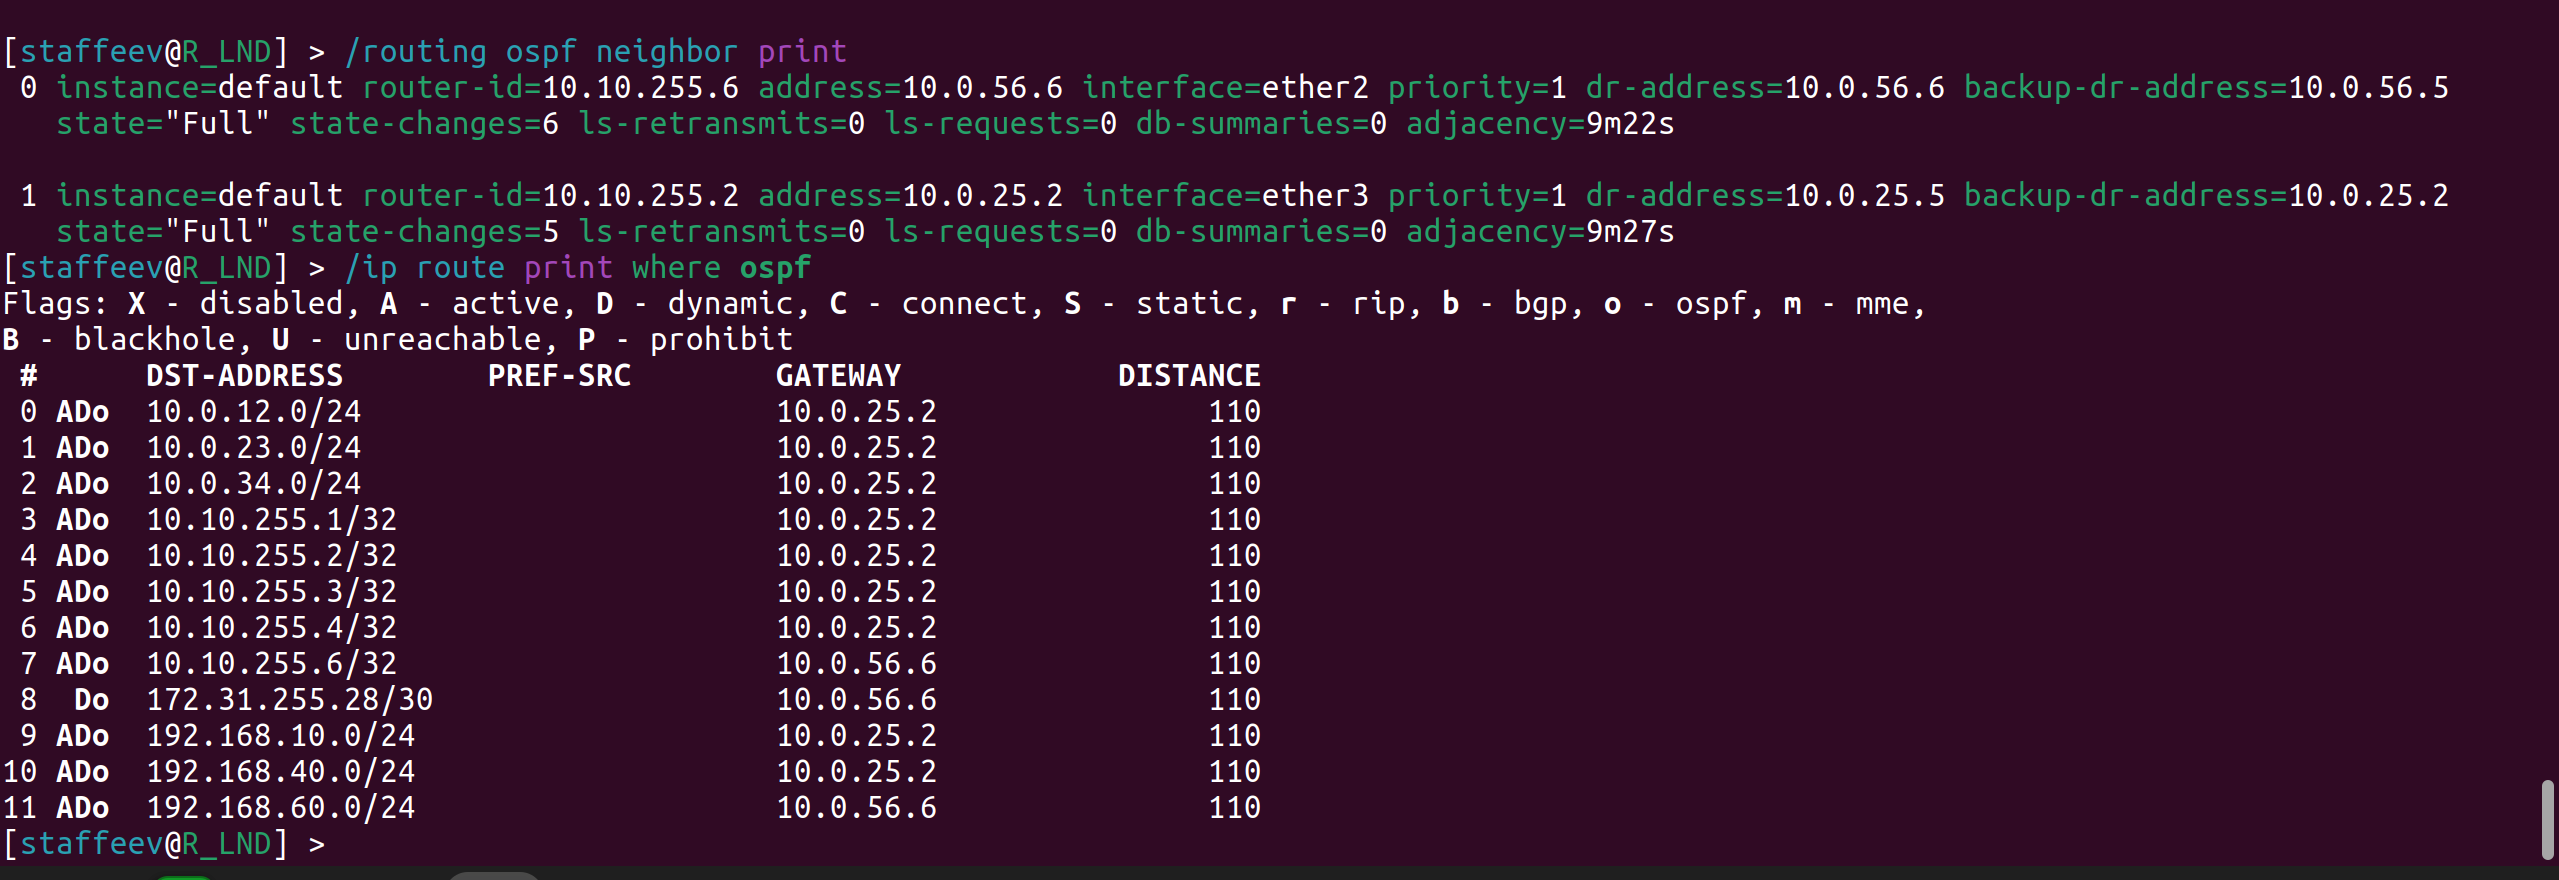 [staffeev@R_LND] > /routing ospf neighbor print
 0 instance=default router-id=10.10.255.6 address=10.0.56.6 interface=ether2 priority=1 dr-address=10.0.56.6 backup-dr-address=10.0.56.5
   state="Full" state-changes=6 ls-retransmits=0 ls-requests=0 db-summaries=0 adjacency=9m22s

 1 instance=default router-id=10.10.255.2 address=10.0.25.2 interface=ether3 priority=1 dr-address=10.0.25.5 backup-dr-address=10.0.25.2
   state="Full" state-changes=5 ls-retransmits=0 ls-requests=0 db-summaries=0 adjacency=9m27s
[staffeev@R_LND] > /ip route print where ospf
Flags: X - disabled, A - active, D - dynamic, C - connect, S - static, r - rip, b - bgp, o - ospf, m - mme,
B - blackhole, U - unreachable, P - prohibit
 #      DST-ADDRESS        PREF-SRC        GATEWAY            DISTANCE
 0 ADo  10.0.12.0/24                       10.0.25.2               110
 1 ADo  10.0.23.0/24                       10.0.25.2               110
 2 ADo  10.0.34.0/24                       10.0.25.2               110
 3 ADo  10.10.255.1/32                     10.0.25.2               110
 4 ADo  10.10.255.2/32                     10.0.25.2               110
 5 ADo  10.10.255.3/32                     10.0.25.2               110
 6 ADo  10.10.255.4/32                     10.0.25.2               110
 7 ADo  10.10.255.6/32                     10.0.56.6               110
 8  Do  172.31.255.28/30                   10.0.56.6               110
 9 ADo  192.168.10.0/24                    10.0.25.2               110
10 ADo  192.168.40.0/24                    10.0.25.2               110
11 ADo  192.168.60.0/24                    10.0.56.6               110
[staffeev@R_LND] >